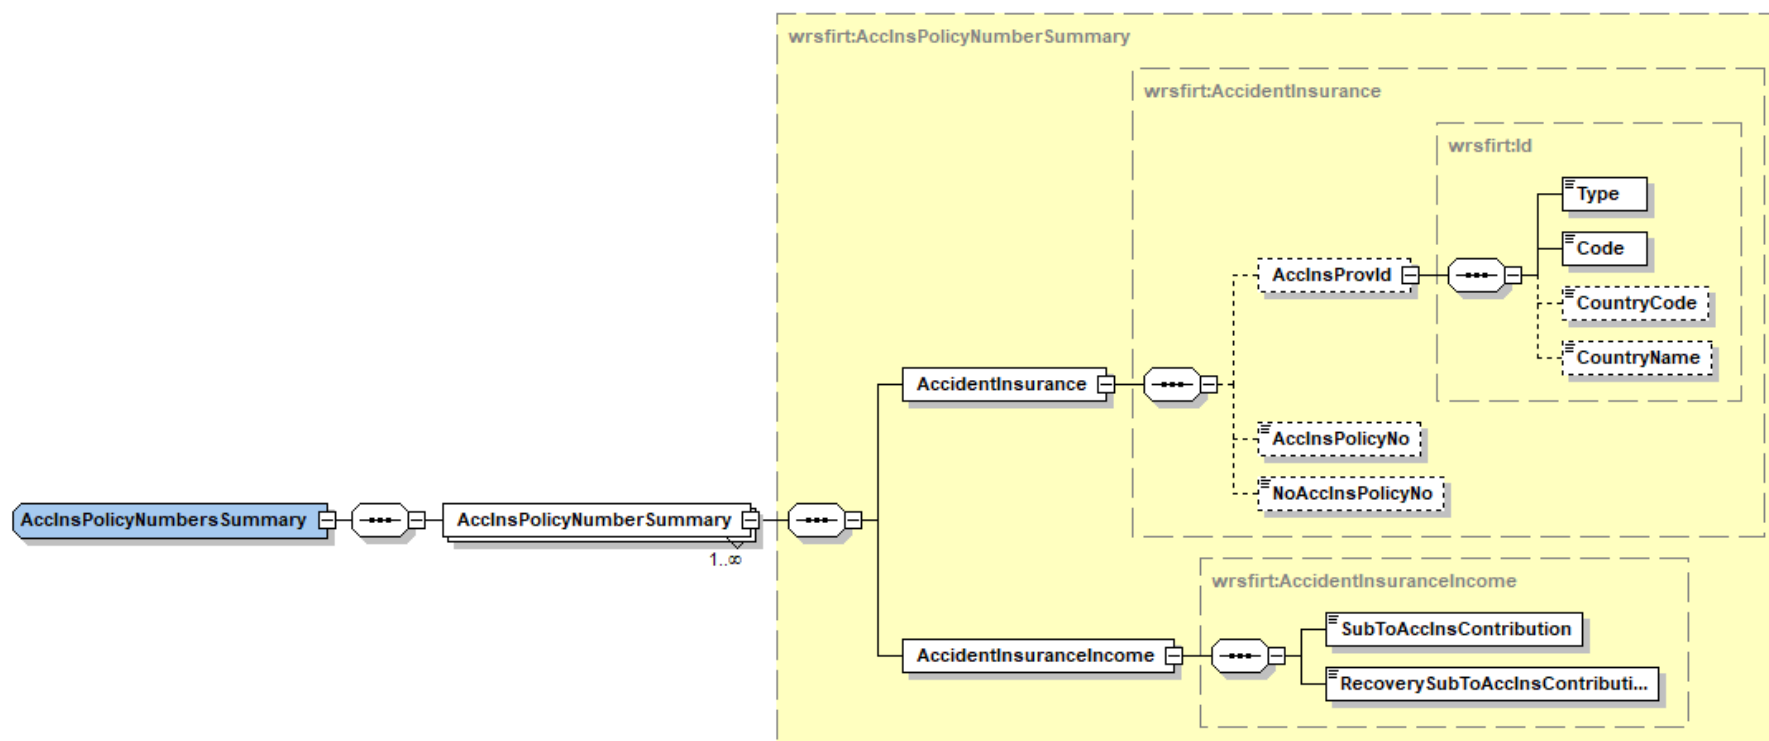 wrsfirt:AccInsPolicyNumberSummary
wrsfirt:AccidentInsurance
wrsfirt:Id
Type
Code
AccInsProvId
CountryCode
CountryName
AccidentInsurance
AccInsPolicyNo
NoAccInsPolicyNo
AccInsPolicyNumbersSummary
AccInsPolicyNumberSummary
1..∞
wrsfirt:AccidentInsuranceIncome
SubToAccInsContribution
AccidentInsuranceIncome
RecoverySubToAccInsContributi...